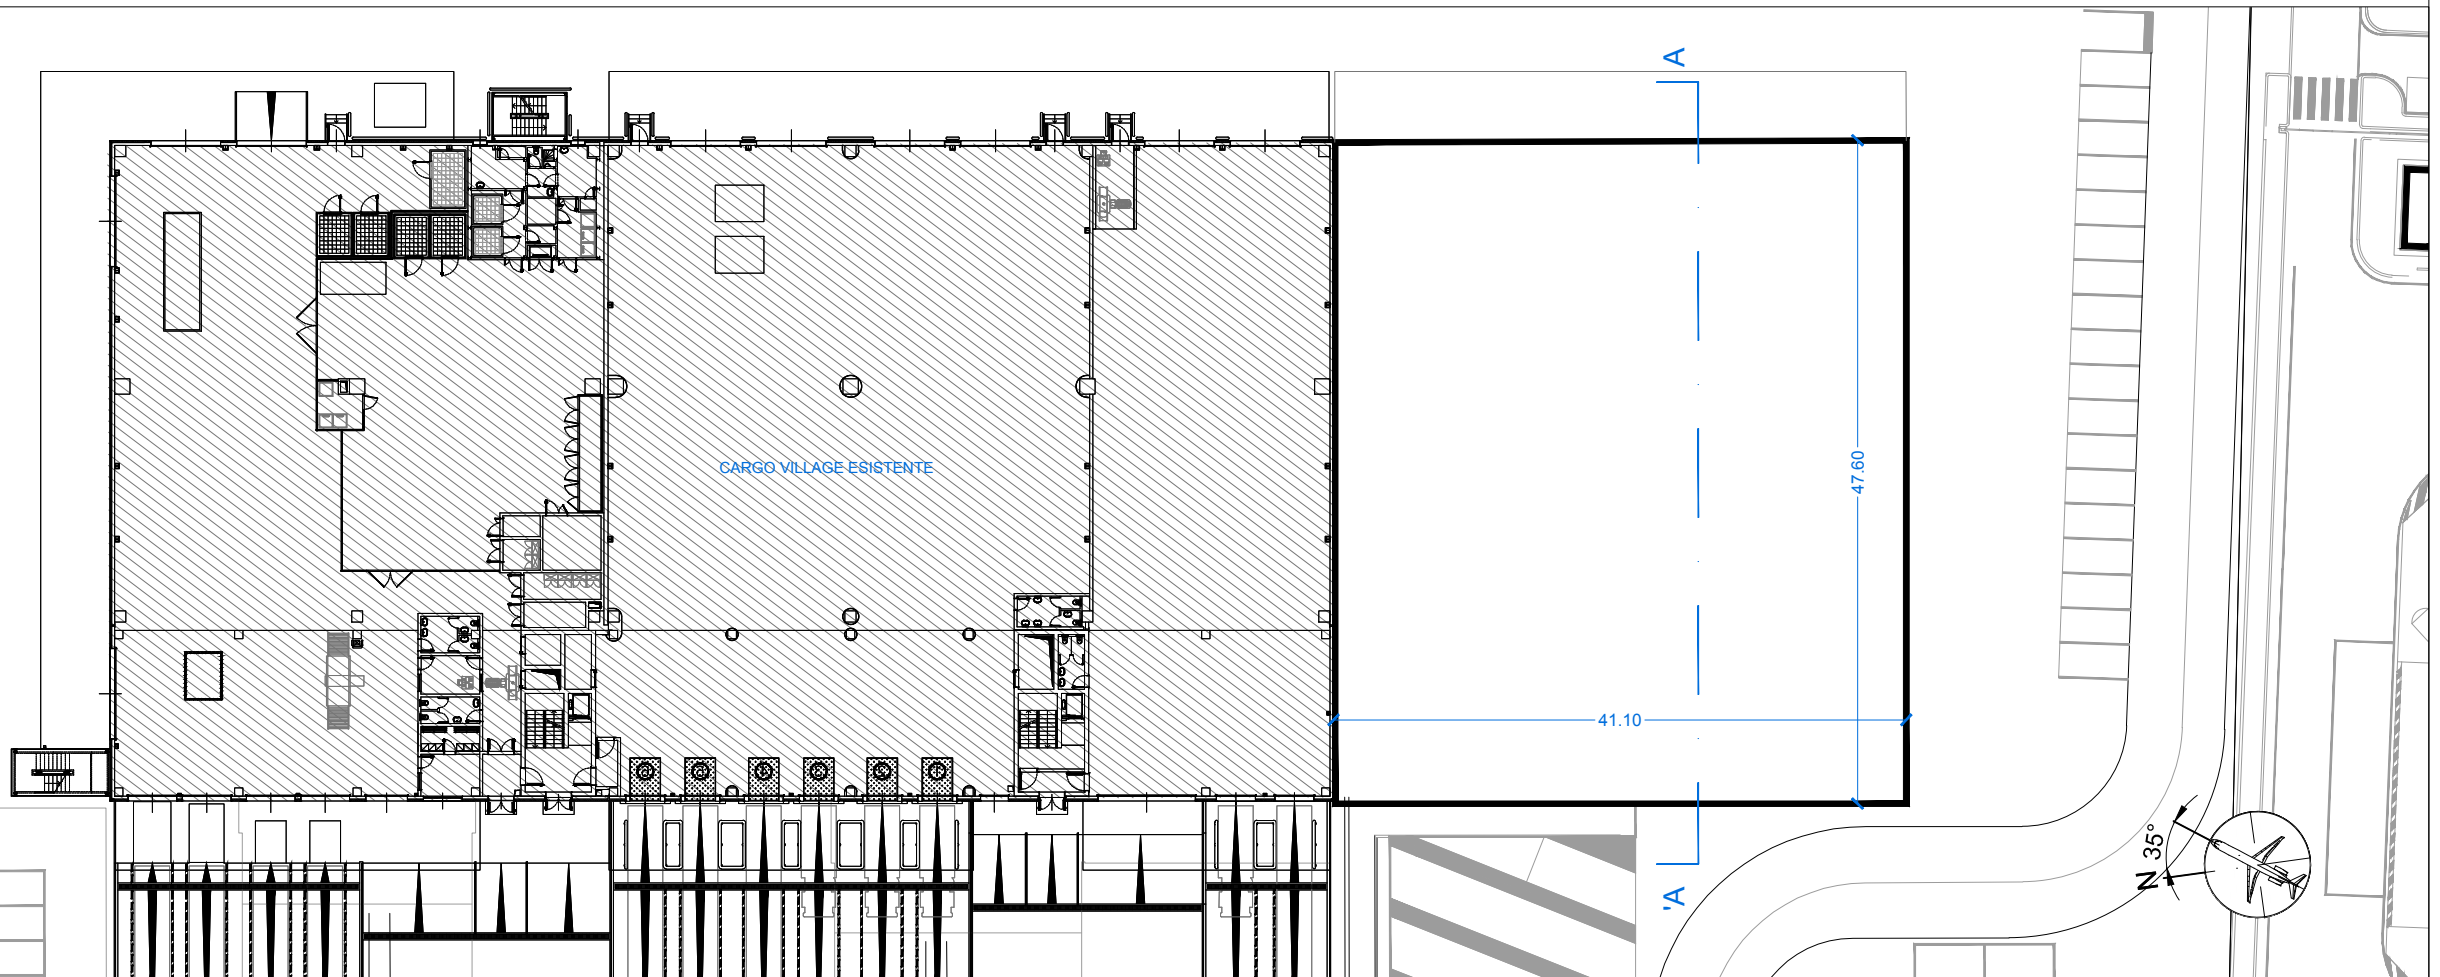 A
CARGO VILLAGE ESISTENTE
47.60
41.10
N 35°
A'